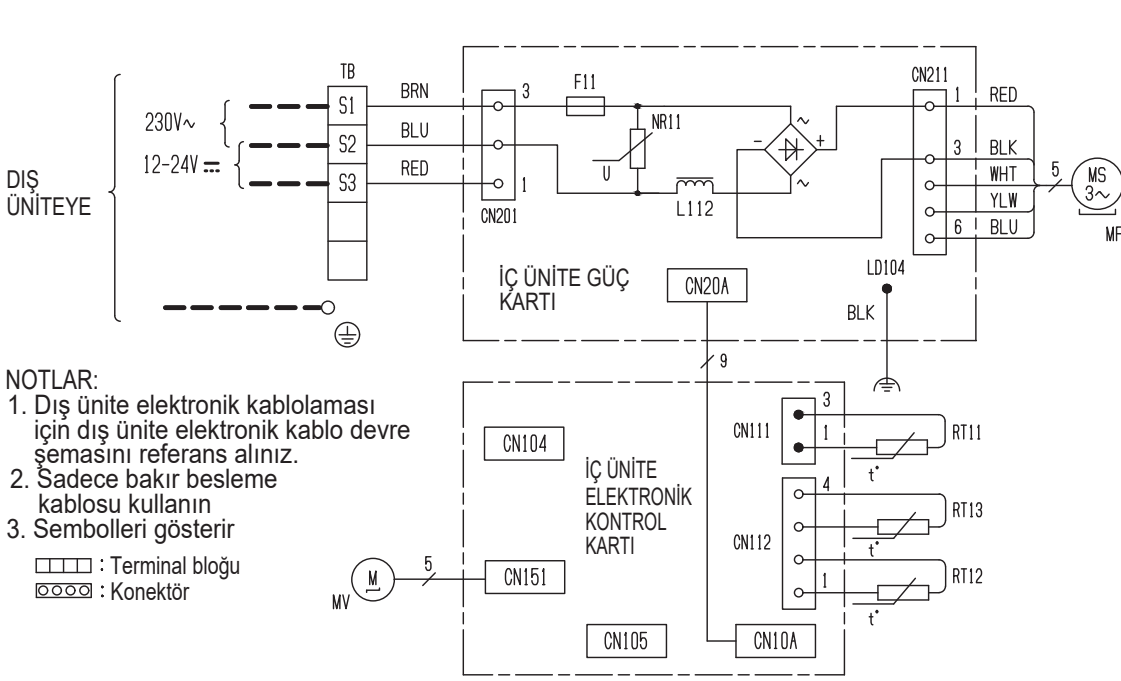 TB
S1
S2
S3
230V~
12-24V
DIŞ
ÜNİTEYE
BRN
BLU
RED
3
1
CN201
F11
NR11
U
L112
~
-
+
~
CN211
1
3
6
RED
BLK
WHT
YLW
BLU
5
MS
3~
MF
İÇ ÜNİTE GÜÇ
KARTI
CN20A
LD104
BLK
9
NOTLAR:
1. Dış ünite elektronik kablolaması
için dış ünite elektronik kablo devre
şemasını referans alınız.
2. Sadece bakır besleme
kablosu kullanın
3. Sembolleri gösterir
: Terminal bloğu
: Konektör
CN104
İÇ ÜNİTE
ELEKTRONİK
KONTROL
KARTI
CN111
3
1
t°
RT11
CN112
4
1
t°
RT13
t°
RT12
M
MV
5
CN151
CN105
CN10A